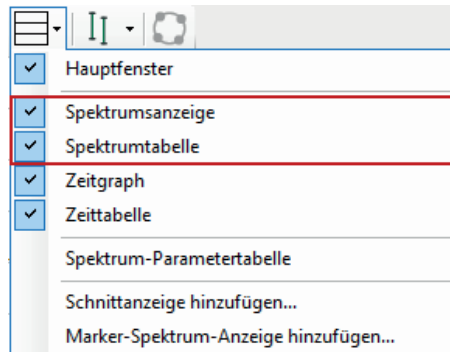 Hauptfenster
Spektrumsanzeige
Spektrumtabelle
Zeitgraph
Zeittabelle
Spektrum-Parametertabelle
Schnittanzeige hinzufügen...
Marker-Spektrum-Anzeige hinzufügen...